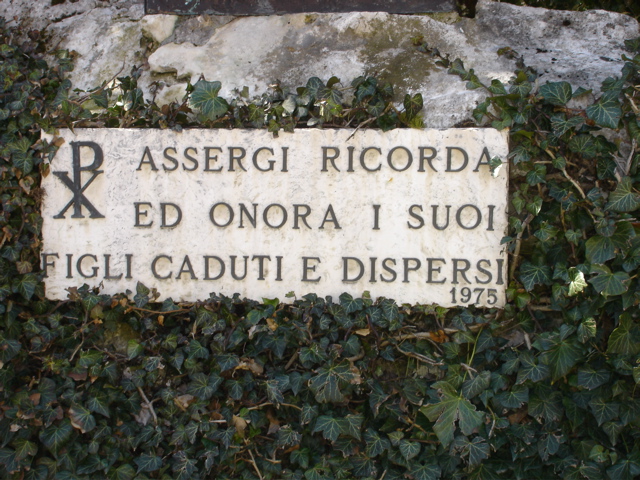 ☧ ASSERGI RICORDA
ED ONORA I SUOI
FIGLI CADUTI E DISPERSI
1975